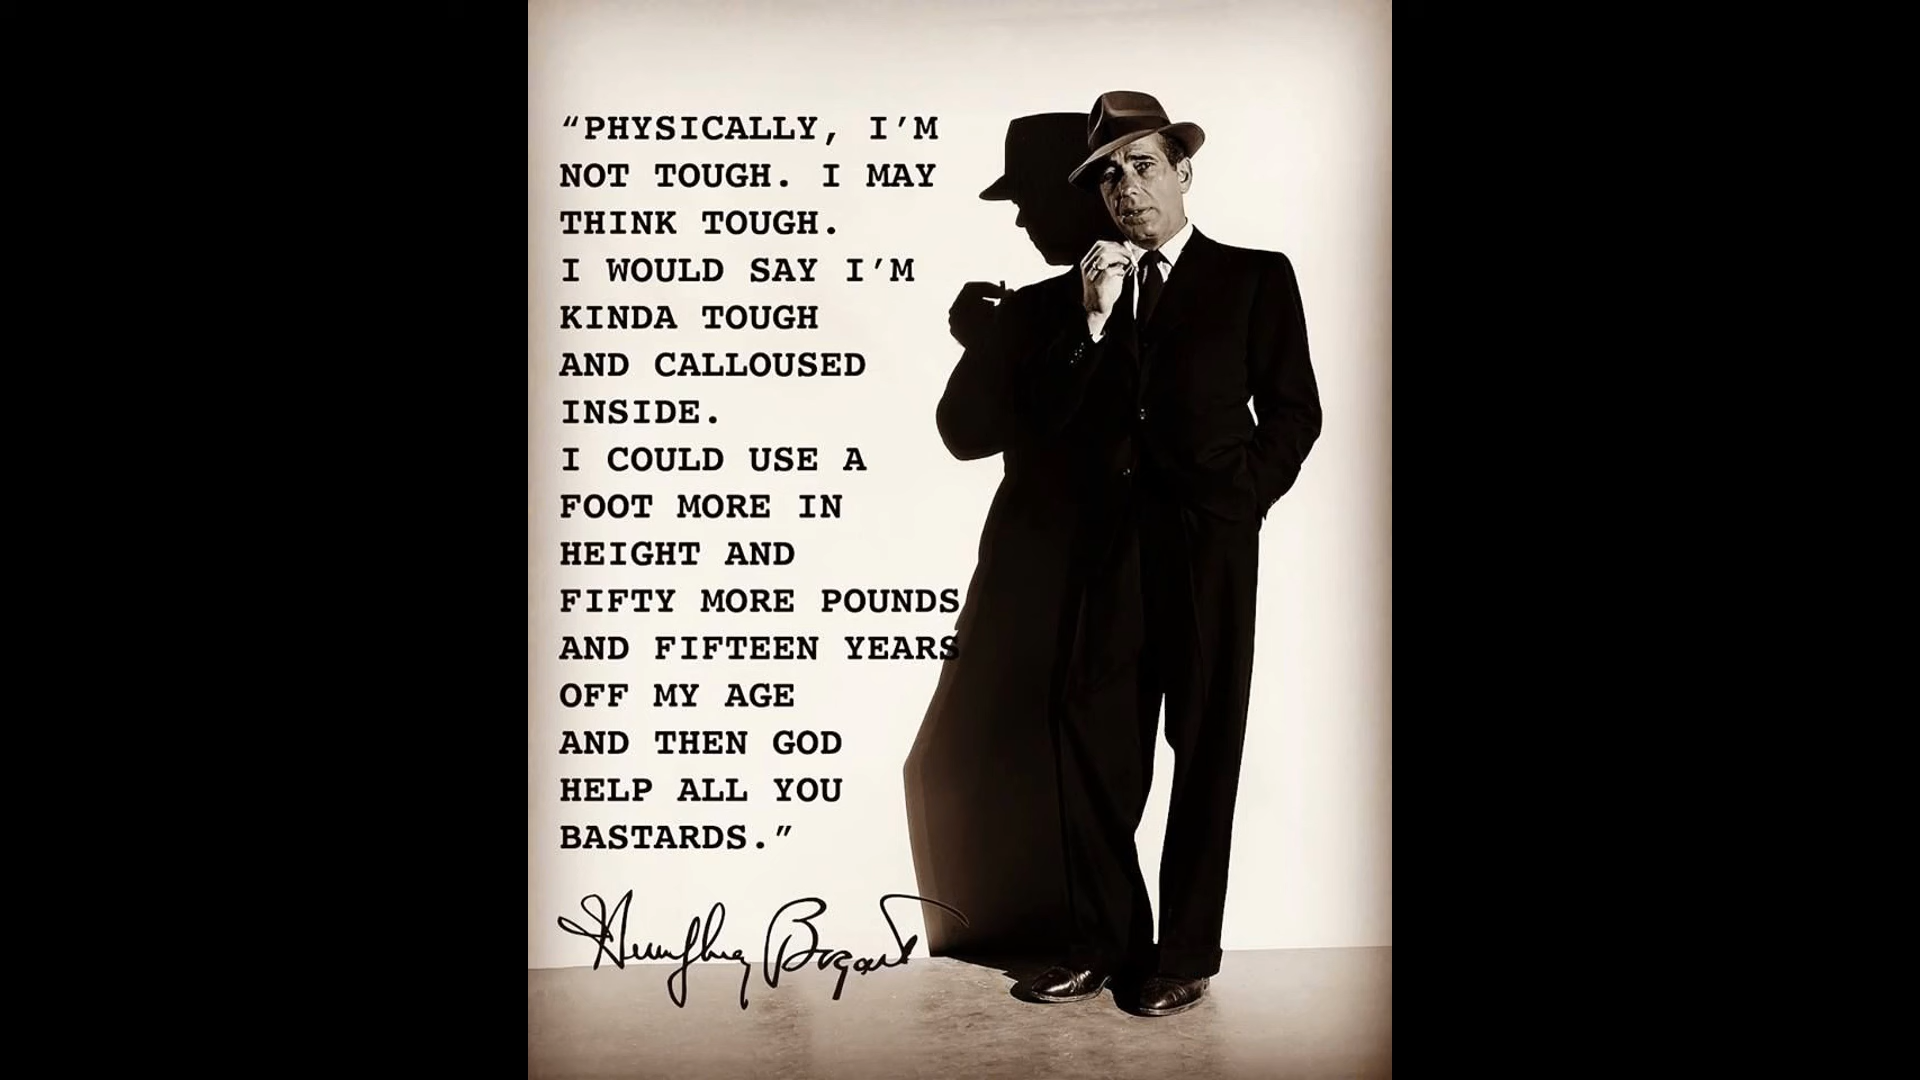 “PHYSICALLY, I’M
NOT TOUGH. I MAY
THINK TOUGH.
I WOULD SAY I’M
KINDA TOUGH
AND CALLOUSED
INSIDE.
I COULD USE A
FOOT MORE IN
HEIGHT AND
FIFTY MORE POUNDS
AND FIFTEEN YEARS
OFF MY AGE
AND THEN GOD
HELP ALL YOU
BASTARDS.”
Humphrey Bogart